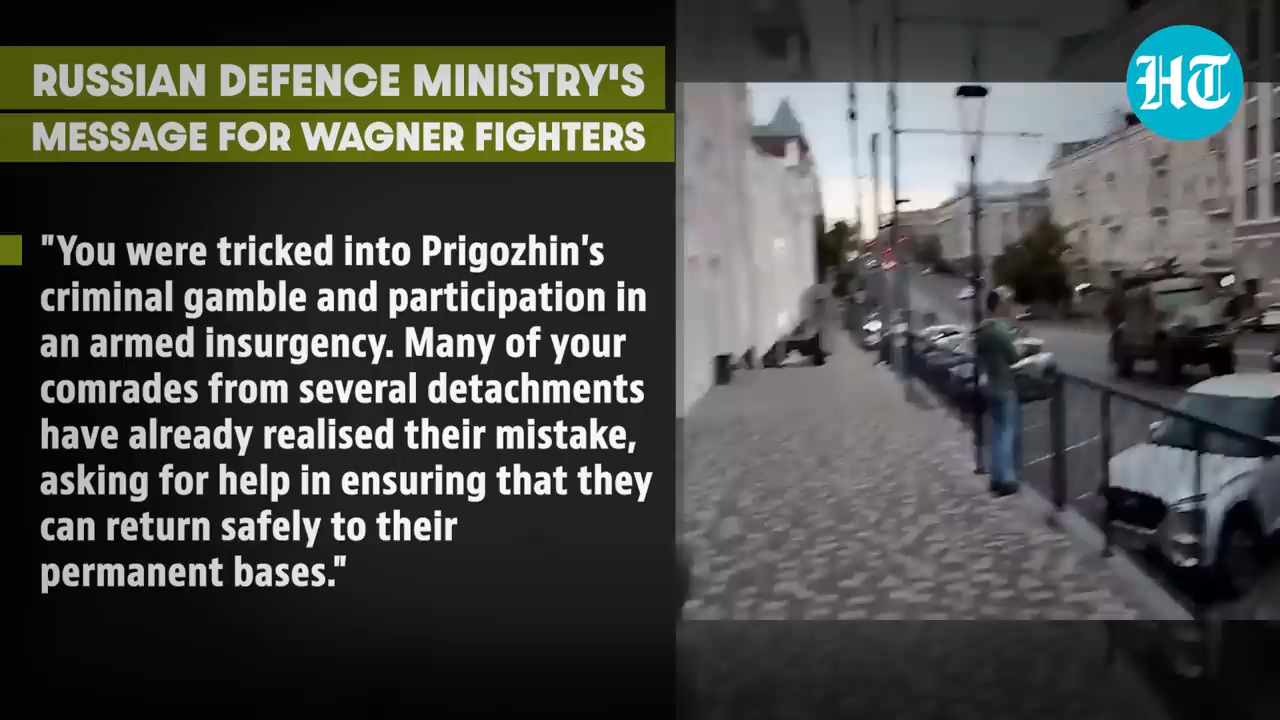 RUSSIAN DEFENCE MINISTRY'S
MESSAGE FOR WAGNER FIGHTERS
HT
"You were tricked into Prigozhin's
criminal gamble and participation in
an armed insurgency. Many of your
comrades from several detachments
have already realised their mistake,
asking for help in ensuring that they
can return safely to their
permanent bases."